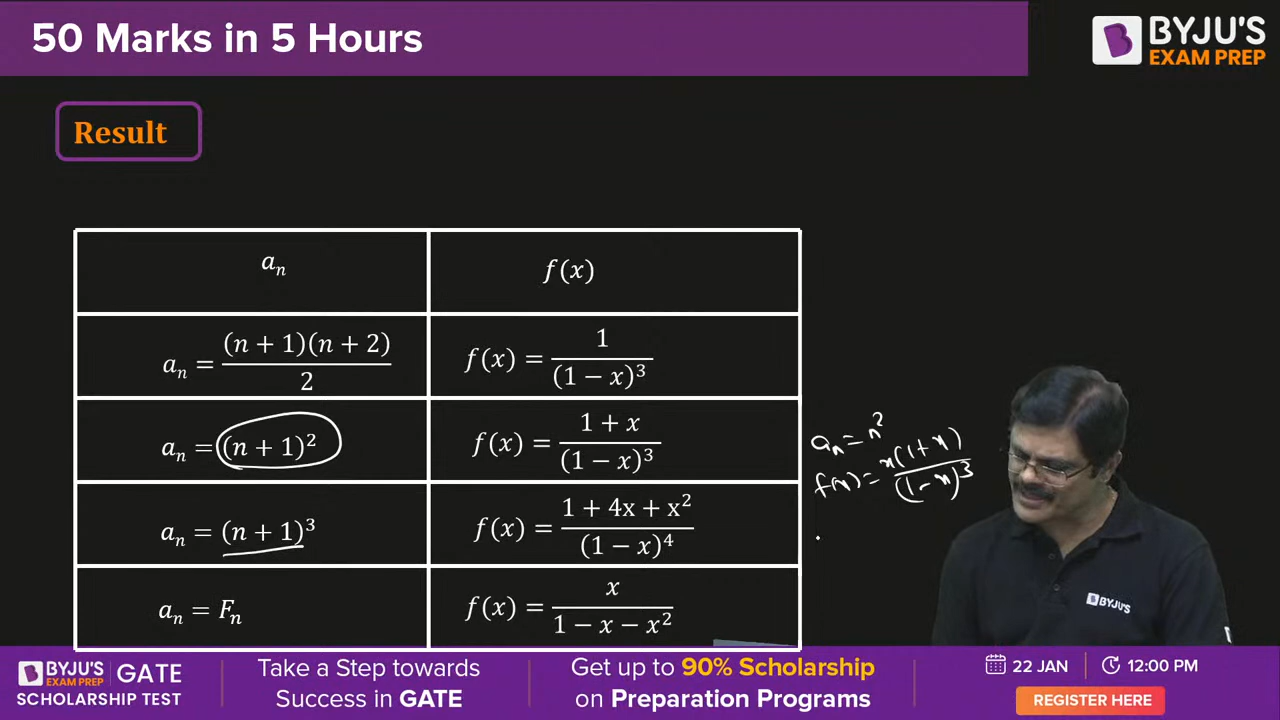 50 Marks in 5 Hours
BYJU'S
EXAM PREP
Result
aₙ
f(x)
aₙ = (n + 1)(n + 2)/2
f(x) = 1/(1 − x)³
aₙ = (n + 1)²
f(x) = (1 + x)/(1 − x)³
aₙ = n²
f(x) = x(1+x)/(1−x)³
aₙ = (n + 1)³
f(x) = (1 + 4x + x²)/(1 − x)⁴
aₙ = Fₙ
f(x) = x/(1 − x − x²)
BYJU'S
BYJU'S
EXAM PREP
GATE
SCHOLARSHIP TEST
Take a Step towards
Success in GATE
Get up to 90% Scholarship
on Preparation Programs
22 JAN
12:00 PM
REGISTER HERE